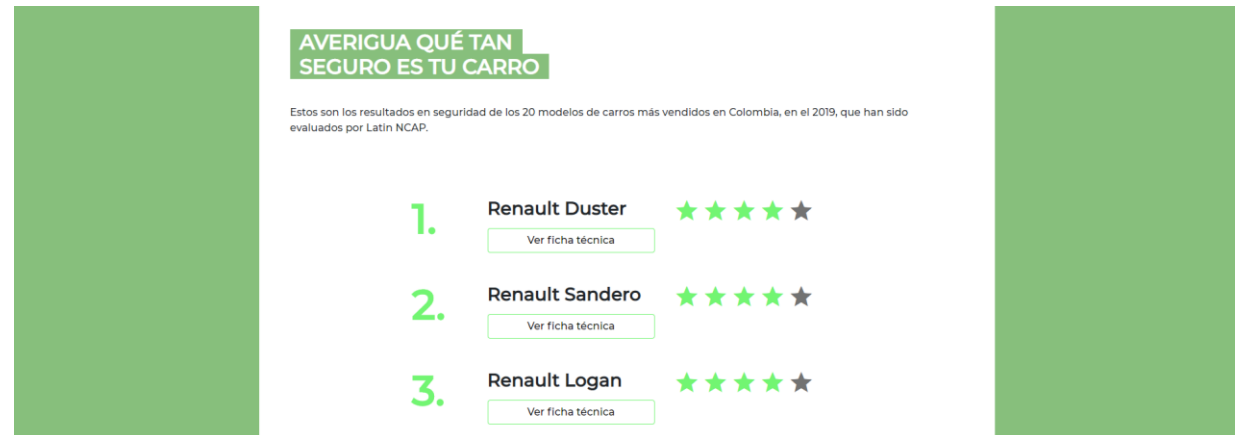 AVERIGUA QUÉ TAN
SEGURO ES TU CARRO
Estos son los resultados en seguridad de los 20 modelos de carros más vendidos en Colombia, en el 2019, que han sido
evaluados por Latin NCAP.
1.
Renault Duster
Ver ficha técnica
2.
Renault Sandero
Ver ficha técnica
3.
Renault Logan
Ver ficha técnica